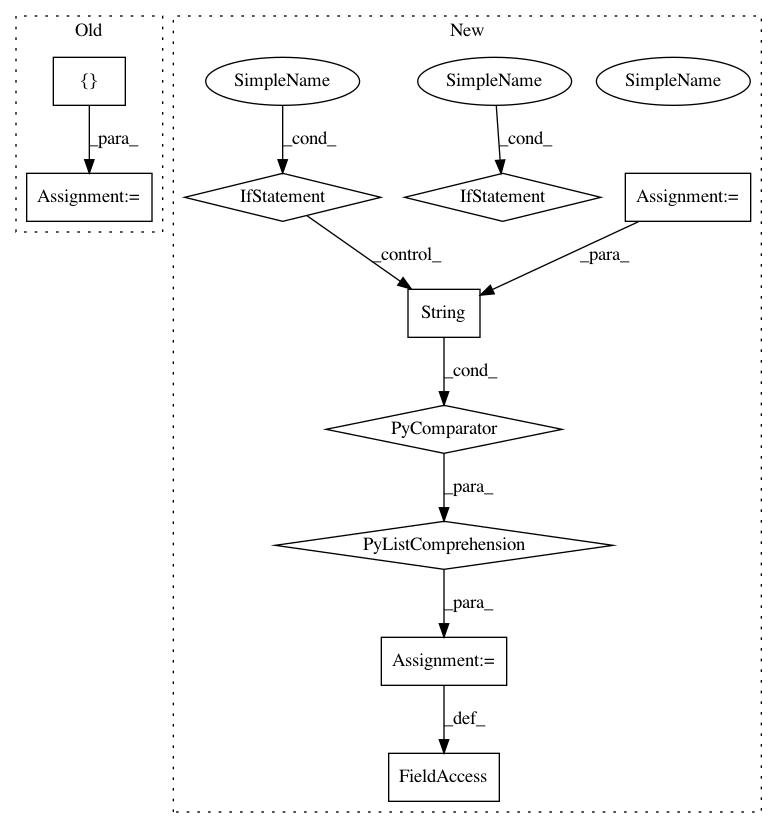 Old
New
{}
SimpleName
SimpleName
SimpleName
_para_
_cond_
_cond_
Assignment:=
IfStatement
IfStatement
Assignment:=
_control_
_para_
String
_cond_
PyComparator
_para_
PyListComprehension
_para_
Assignment:=
_def_
FieldAccess